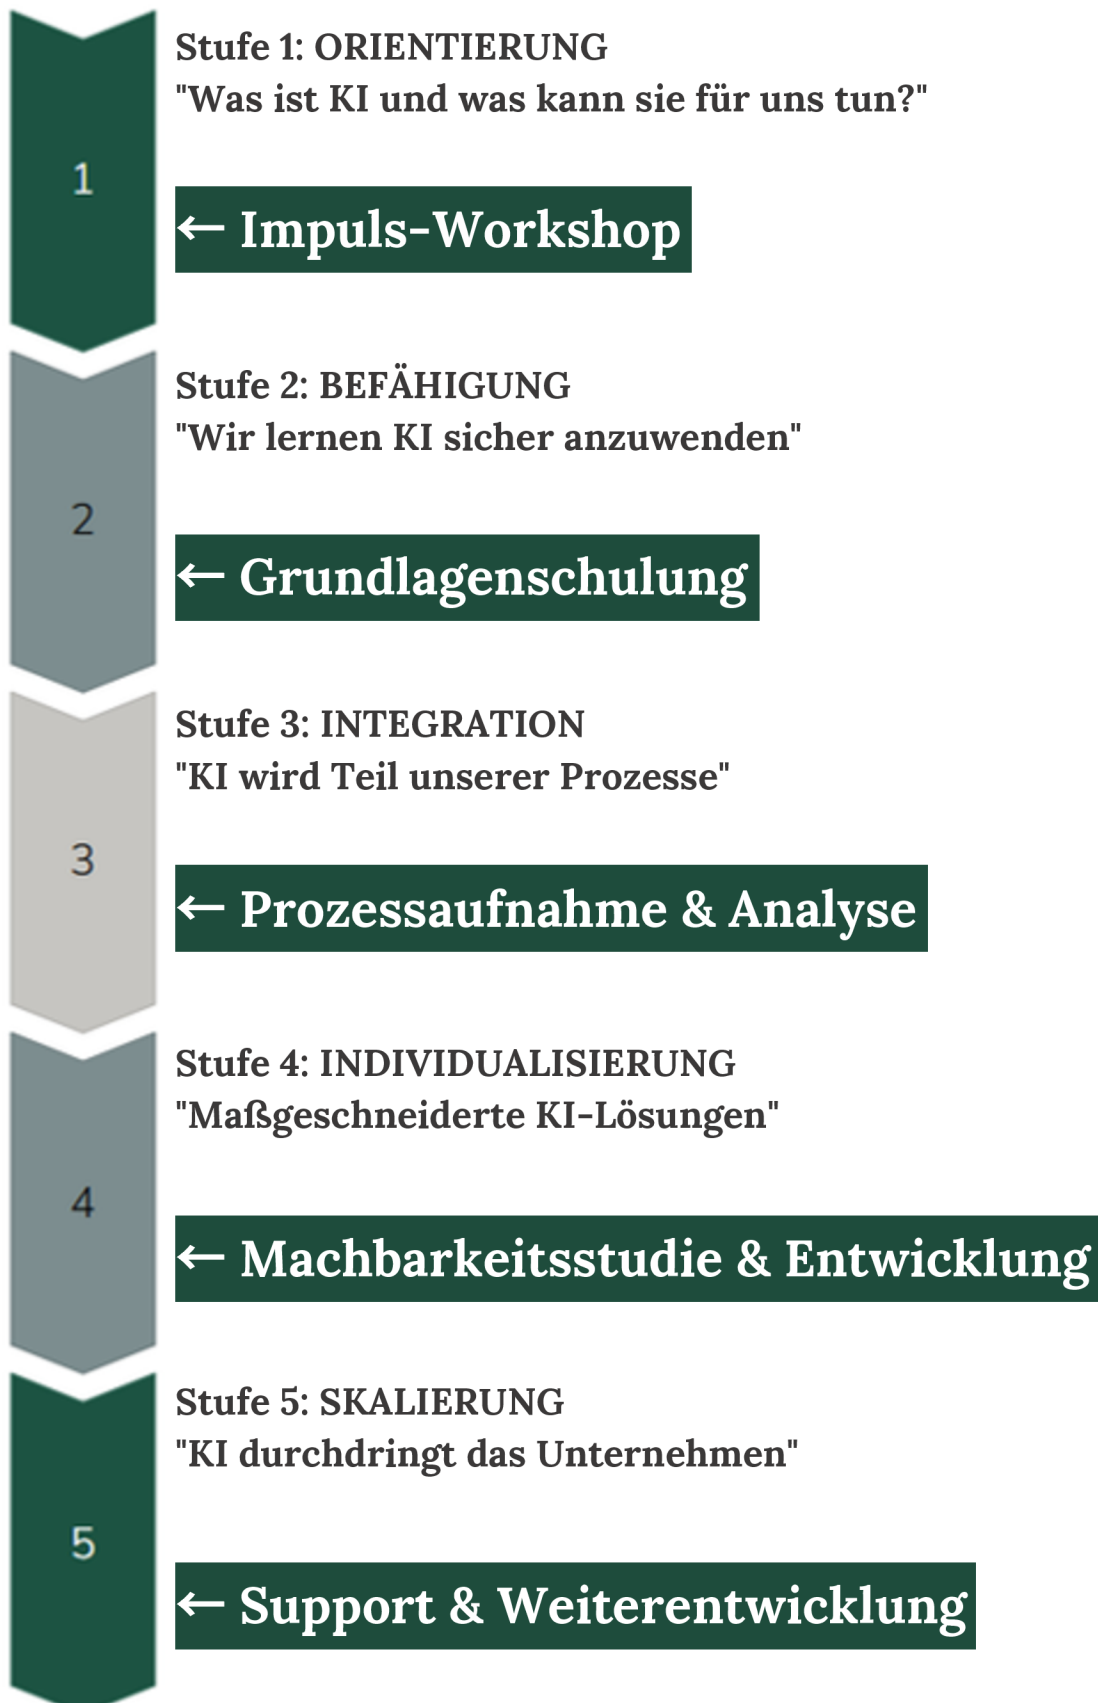 1
Stufe 1: ORIENTIERUNG
"Was ist KI und was kann sie für uns tun?"
← Impuls-Workshop
2
Stufe 2: BEFÄHIGUNG
"Wir lernen KI sicher anzuwenden"
← Grundlagenschulung
3
Stufe 3: INTEGRATION
"KI wird Teil unserer Prozesse"
← Prozessaufnahme & Analyse
4
Stufe 4: INDIVIDUALISIERUNG
"Maßgeschneiderte KI-Lösungen"
← Machbarkeitsstudie & Entwicklung
5
Stufe 5: SKALIERUNG
"KI durchdringt das Unternehmen"
← Support & Weiterentwicklung